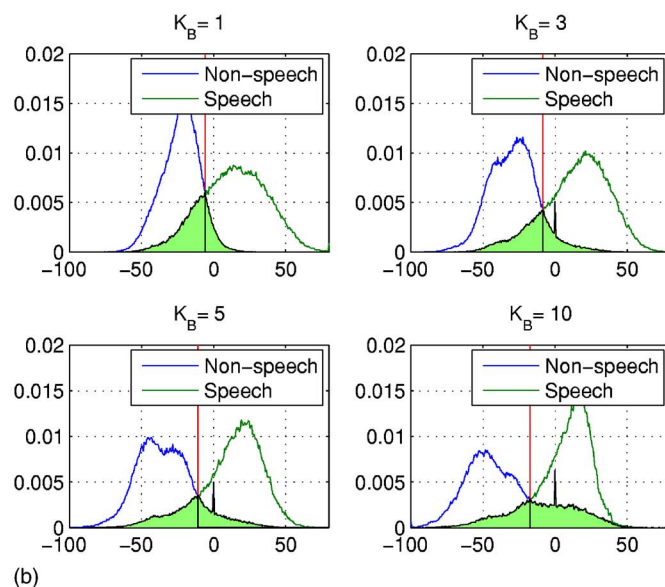 K_B = 1
0.02
0.015
0.01
0.005
0
-100
-50
0
50
Non-speech
Speech
K_B = 3
0.02
0.015
0.01
0.005
0
-100
-50
0
50
Non-speech
Speech
K_B = 5
0.02
0.015
0.01
0.005
0
-100
-50
0
50
Non-speech
Speech
K_B = 10
0.02
0.015
0.01
0.005
0
-100
-50
0
50
Non-speech
Speech
(b)